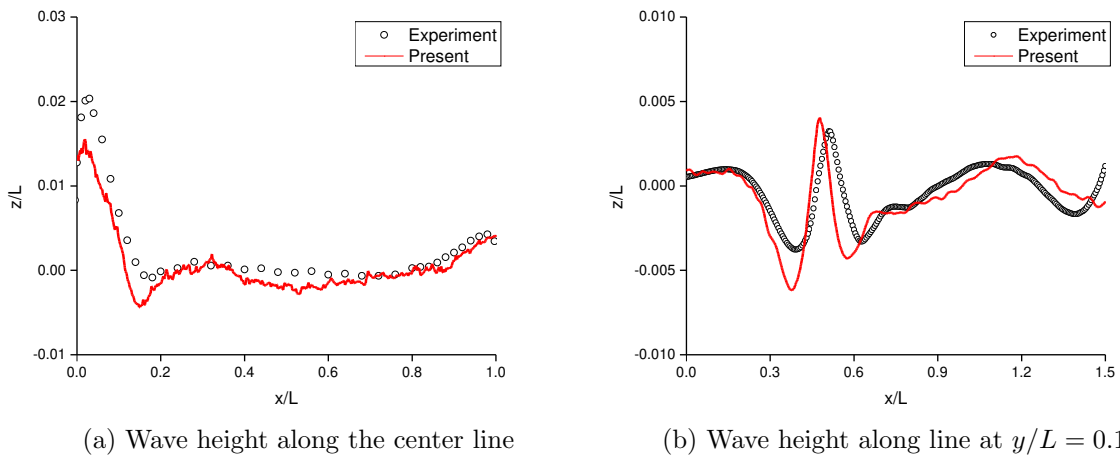 0.03
0.02
0.01
0.00
-0.01
z/L
0.0 0.2 0.4 0.6 0.8 1.0
x/L
Experiment
Present
(a) Wave height along the center line
0.010
0.005
0.000
-0.005
-0.010
z/L
0.0 0.3 0.6 0.9 1.2 1.5
x/L
Experiment
Present
(b) Wave height along line at y/L = 0.1